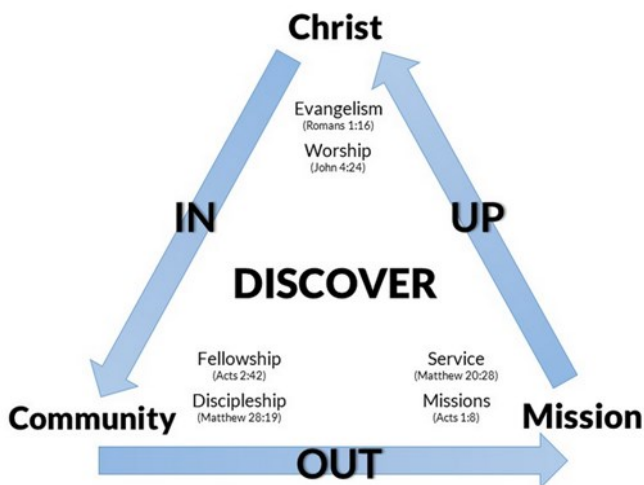 Christ
Evangelism
(Romans 1:16)
Worship
(John 4:24)
IN
UP
DISCOVER
Fellowship
(Acts 2:42)
Discipleship
(Matthew 28:19)
Service
(Matthew 20:28)
Missions
(Acts 1:8)
Community
Mission
OUT